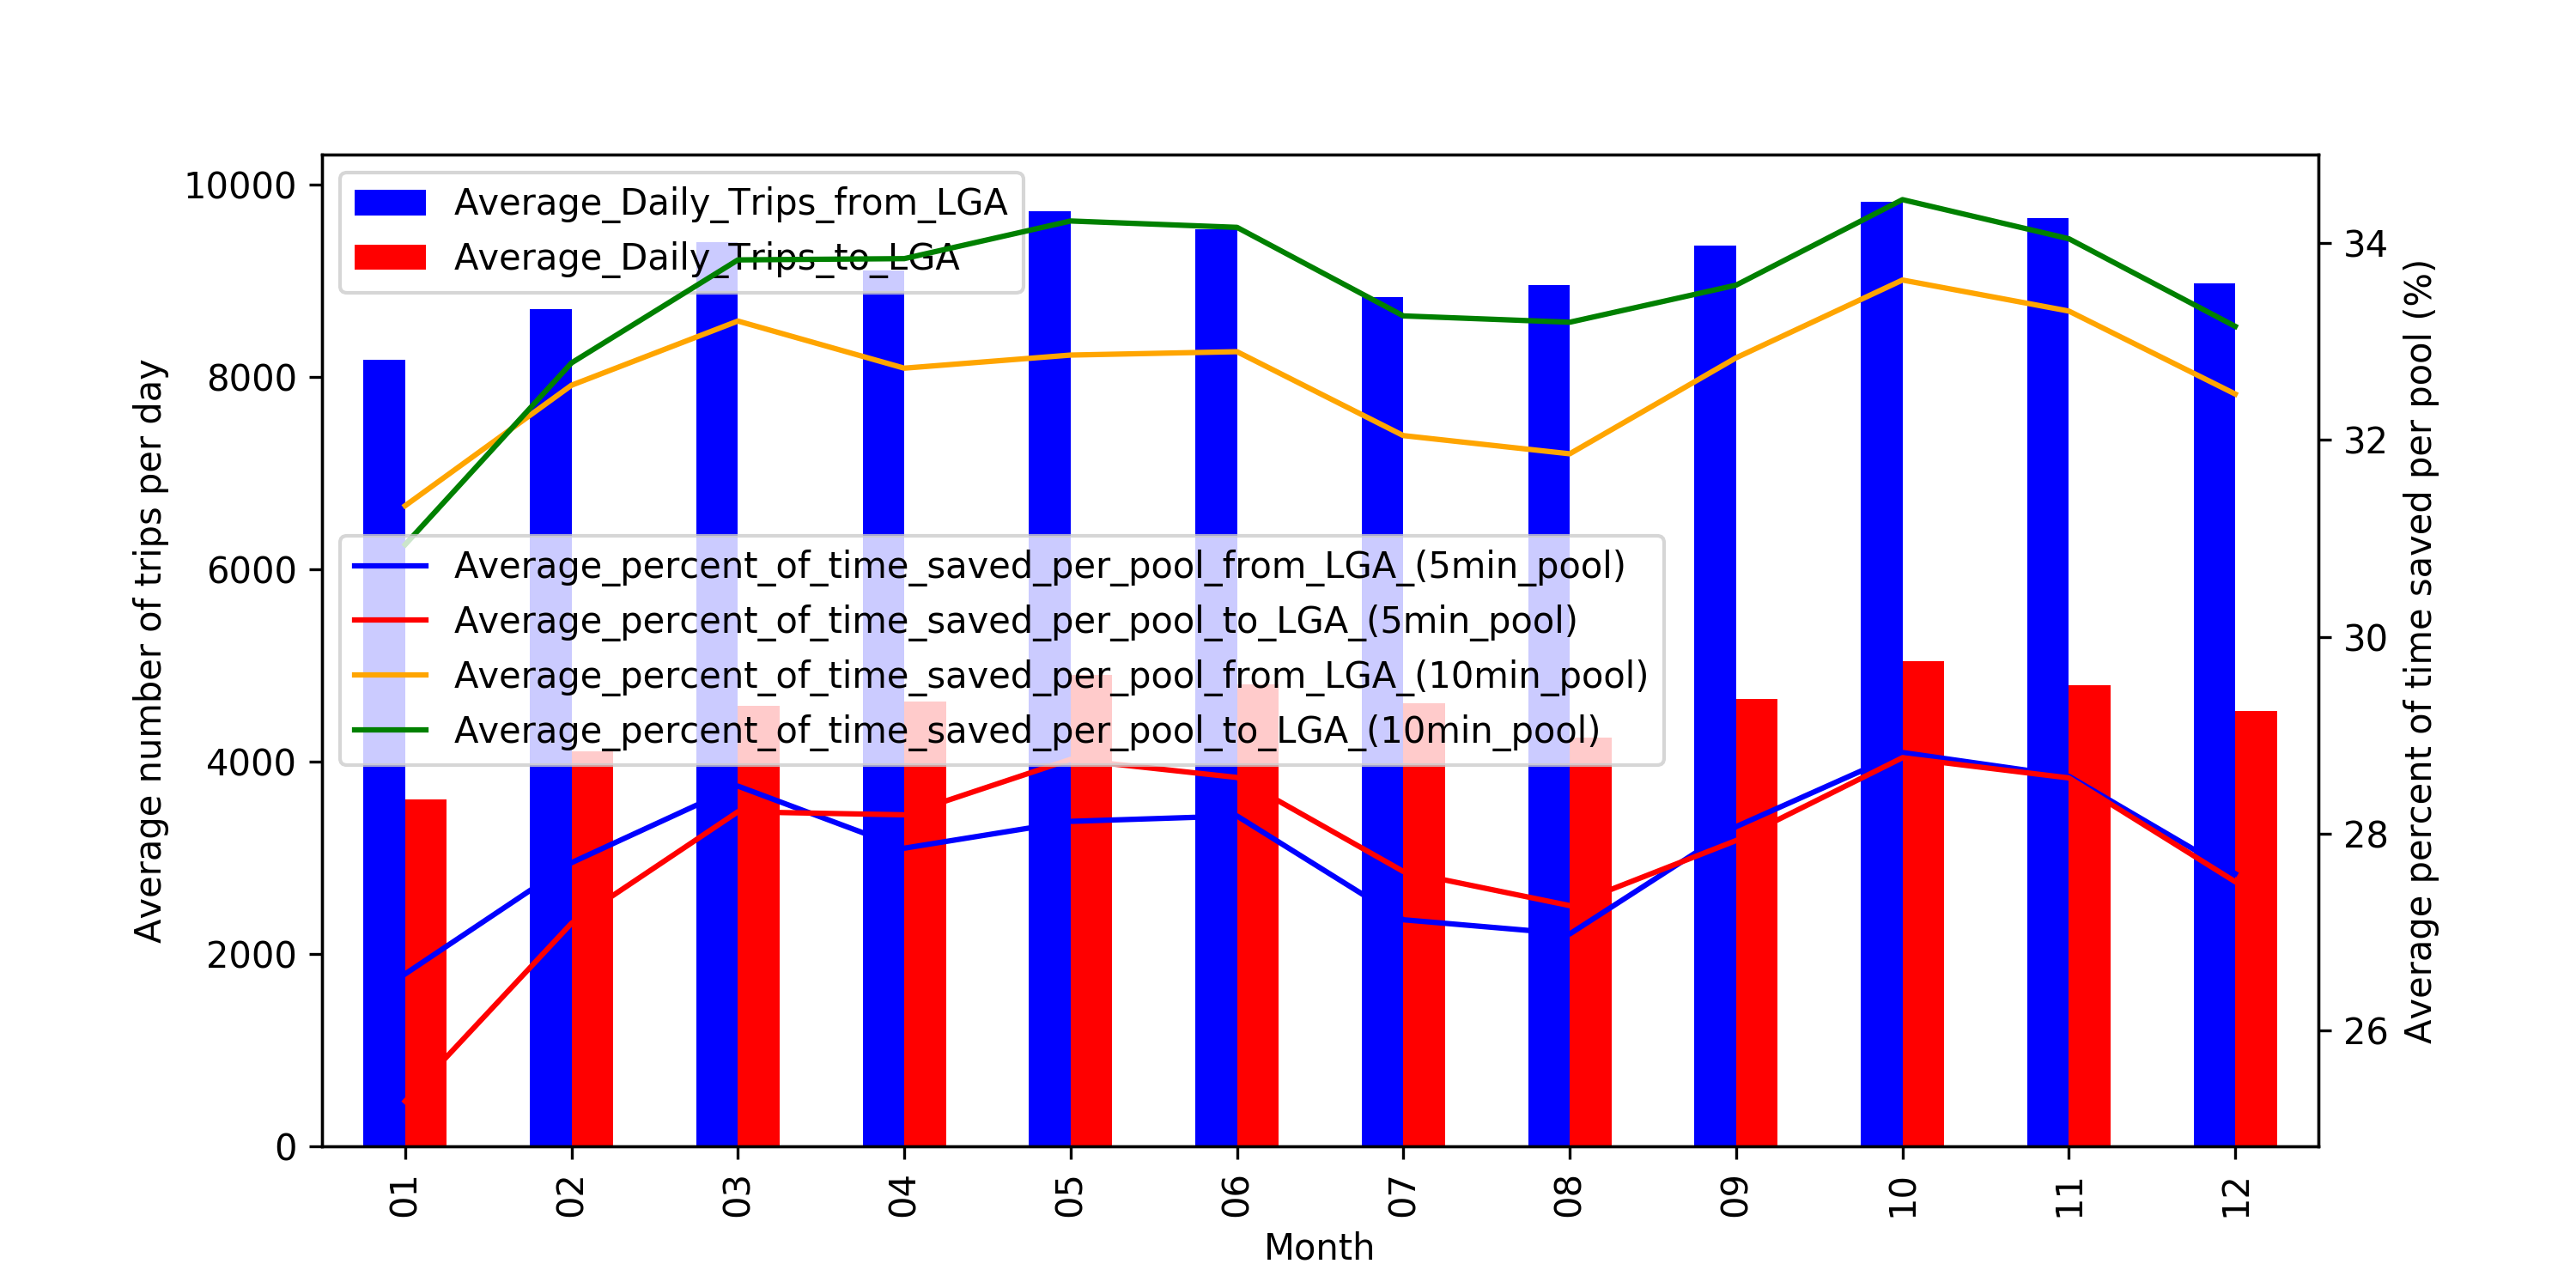 Average_Daily_Trips_from_LGA
Average_Daily_Trips_to_LGA
Average_percent_of_time_saved_per_pool_from_LGA_(5min_pool)
Average_percent_of_time_saved_per_pool_to_LGA_(5min_pool)
Average_percent_of_time_saved_per_pool_from_LGA_(10min_pool)
Average_percent_of_time_saved_per_pool_to_LGA_(10min_pool)
Average number of trips per day
10000
8000
6000
4000
2000
0
34
32
30
28
26
Average percent of time saved per pool (%)
01 02 03 04 05 06 07 08 09 10 11 12
Month